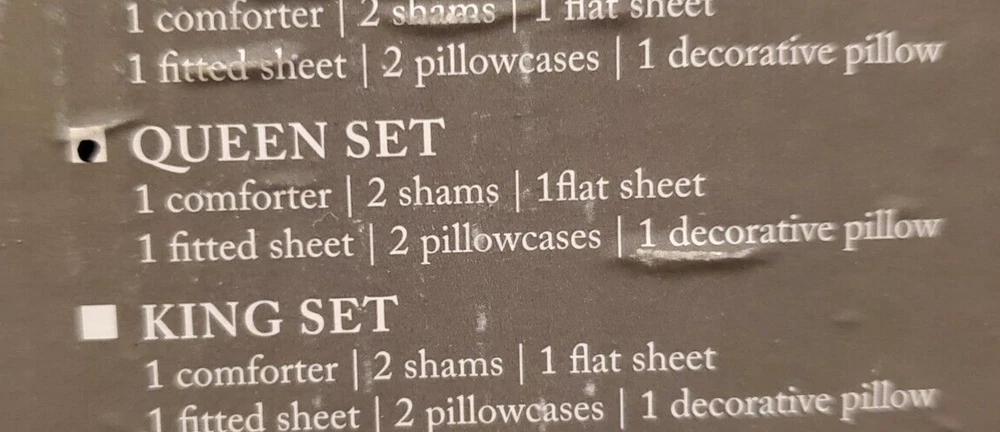 1 comforter | 2 shams | 1 flat sheet
1 fitted sheet | 2 pillowcases | 1 decorative pillow
QUEEN SET
1 comforter | 2 shams | 1flat sheet
1 fitted sheet | 2 pillowcases | 1 decorative pillow
KING SET
1 comforter | 2 shams | 1 flat sheet
1 fitted sheet | 2 pillowcases | 1 decorative pillow